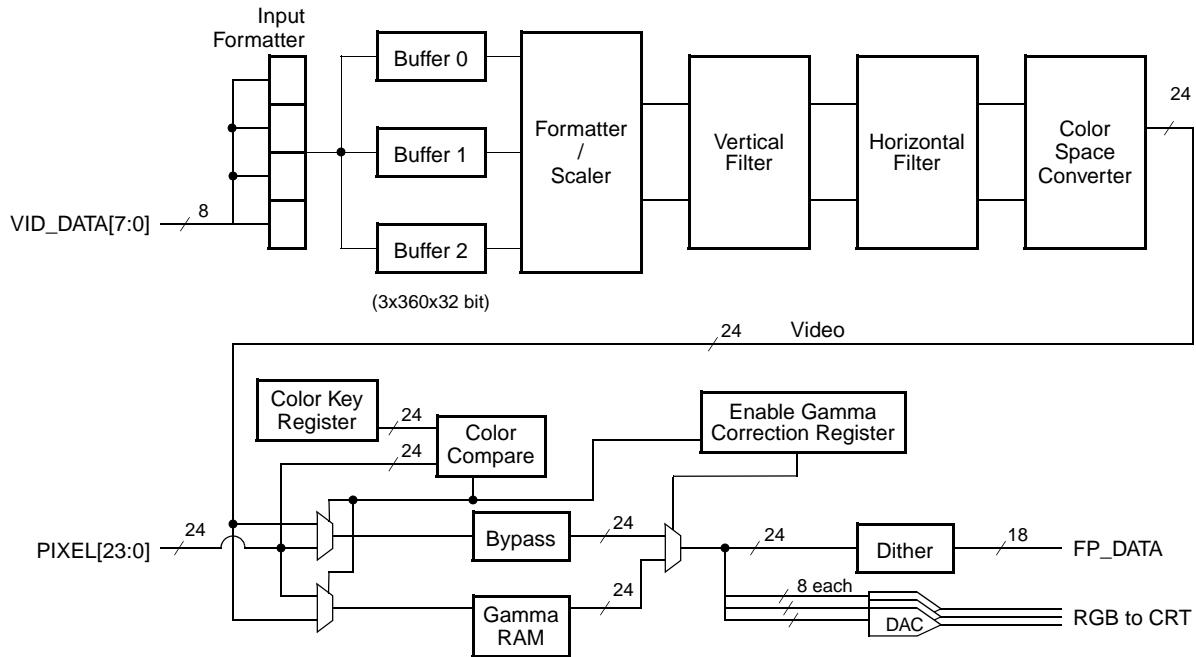 Input
Formatter
Buffer 0
Buffer 1
Buffer 2
(3x360x32 bit)
Formatter
/
Scaler
Vertical
Filter
Horizontal
Filter
Color
Space
Converter
24
VID_DATA[7:0]
8
24
Video
Color Key
Register
24
24
Color
Compare
Enable Gamma
Correction Register
PIXEL[23:0]
24
Bypass
24
24
Dither
18
FP_DATA
Gamma
RAM
24
8 each
DAC
RGB to CRT